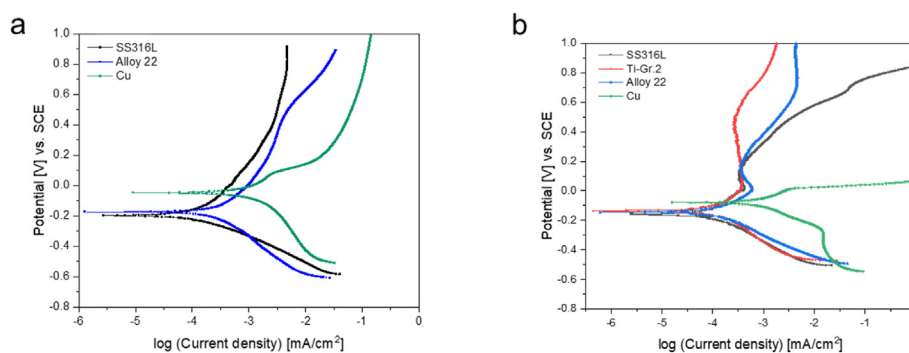 a
1.0
0.8
0.6
0.4
0.2
0.0
-0.2
-0.4
-0.6
-0.8
Potential [V] vs. SCE
SS316L
Alloy 22
Cu
-6 -5 -4 -3 -2 -1 0
log (Current density) [mA/cm²]
b
1.0
0.8
0.6
0.4
0.2
0.0
-0.2
-0.4
-0.6
-0.8
Potential [V] vs. SCE
SS316L
Ti-Gr.2
Alloy 22
Cu
-6 -5 -4 -3 -2 -1 0
log (Current density) [mA/cm²]